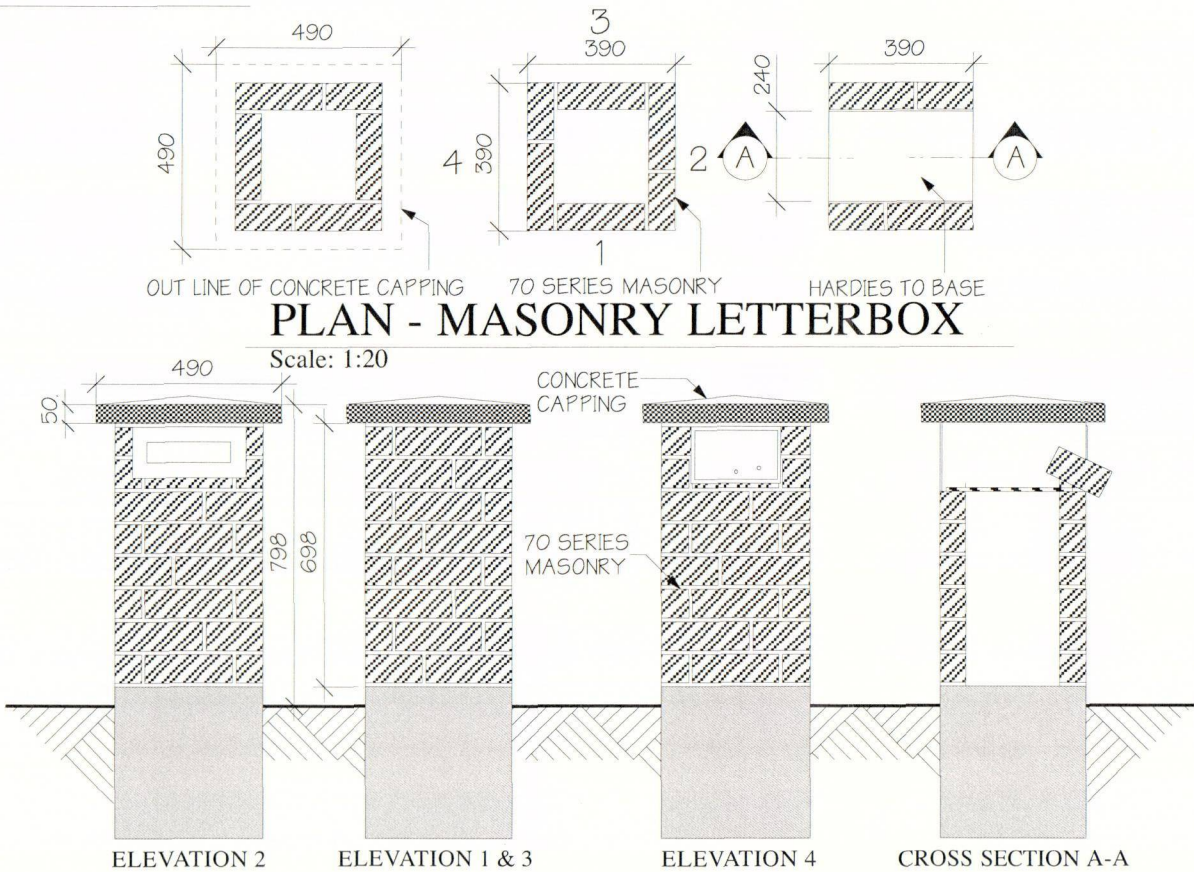 490
490
OUT LINE OF CONCRETE CAPPING
3
390
390
4
2
1
70 SERIES MASONRY
390
240
A
A
HARDIES TO BASE
PLAN - MASONRY LETTERBOX
Scale: 1:20
490
50
798
698
CONCRETE
CAPPING
70 SERIES
MASONRY
ELEVATION 2
ELEVATION 1 & 3
ELEVATION 4
CROSS SECTION A-A